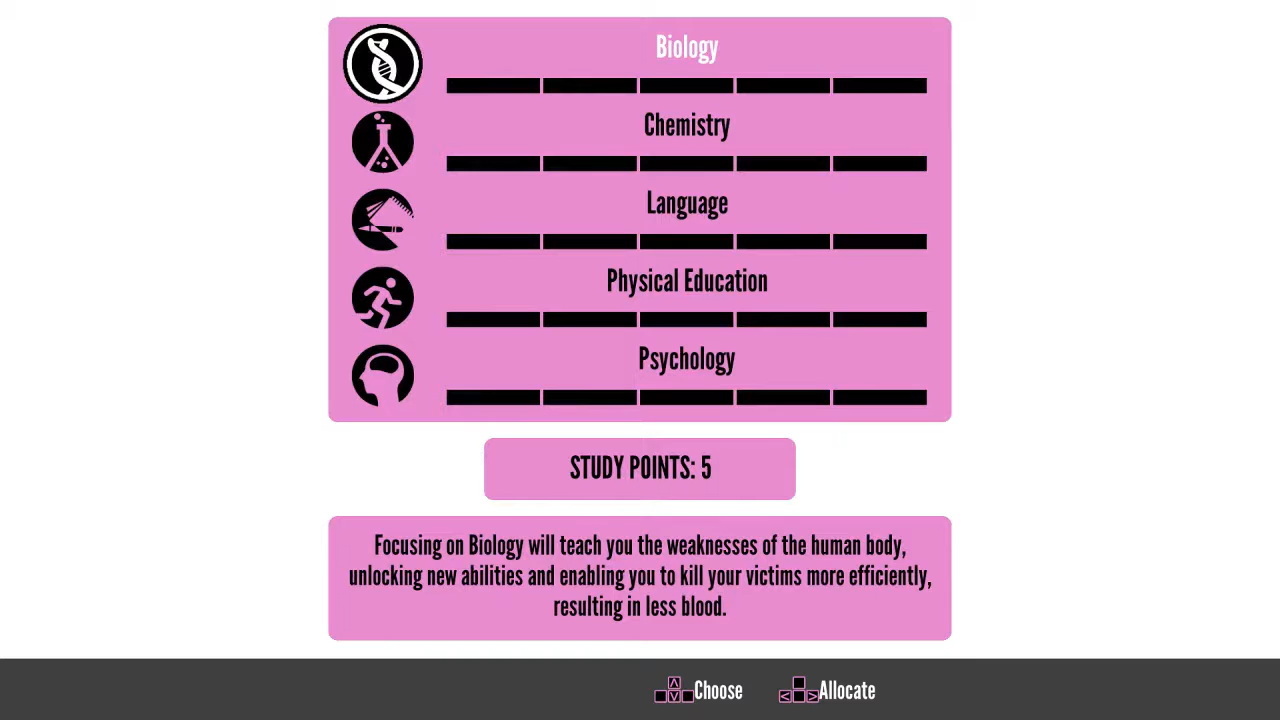 Biology
Chemistry
Language
Physical Education
Psychology
STUDY POINTS: 5
Focusing on Biology will teach you the weaknesses of the human body,
unlocking new abilities and enabling you to kill your victims more efficiently,
resulting in less blood.
Choose
Allocate